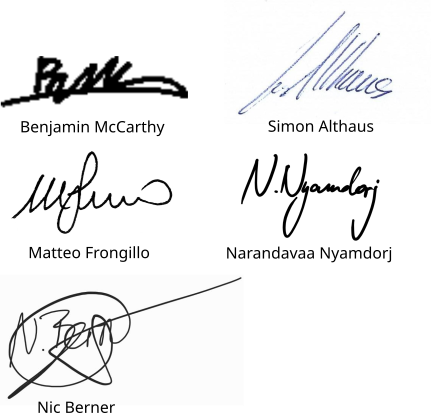 Benjamin McCarthy
S. Althaus
Simon Althaus
Matteo Frongillo
N. Nyamdorj
Narandavaa Nyamdorj
N. Berner
Nic Berner